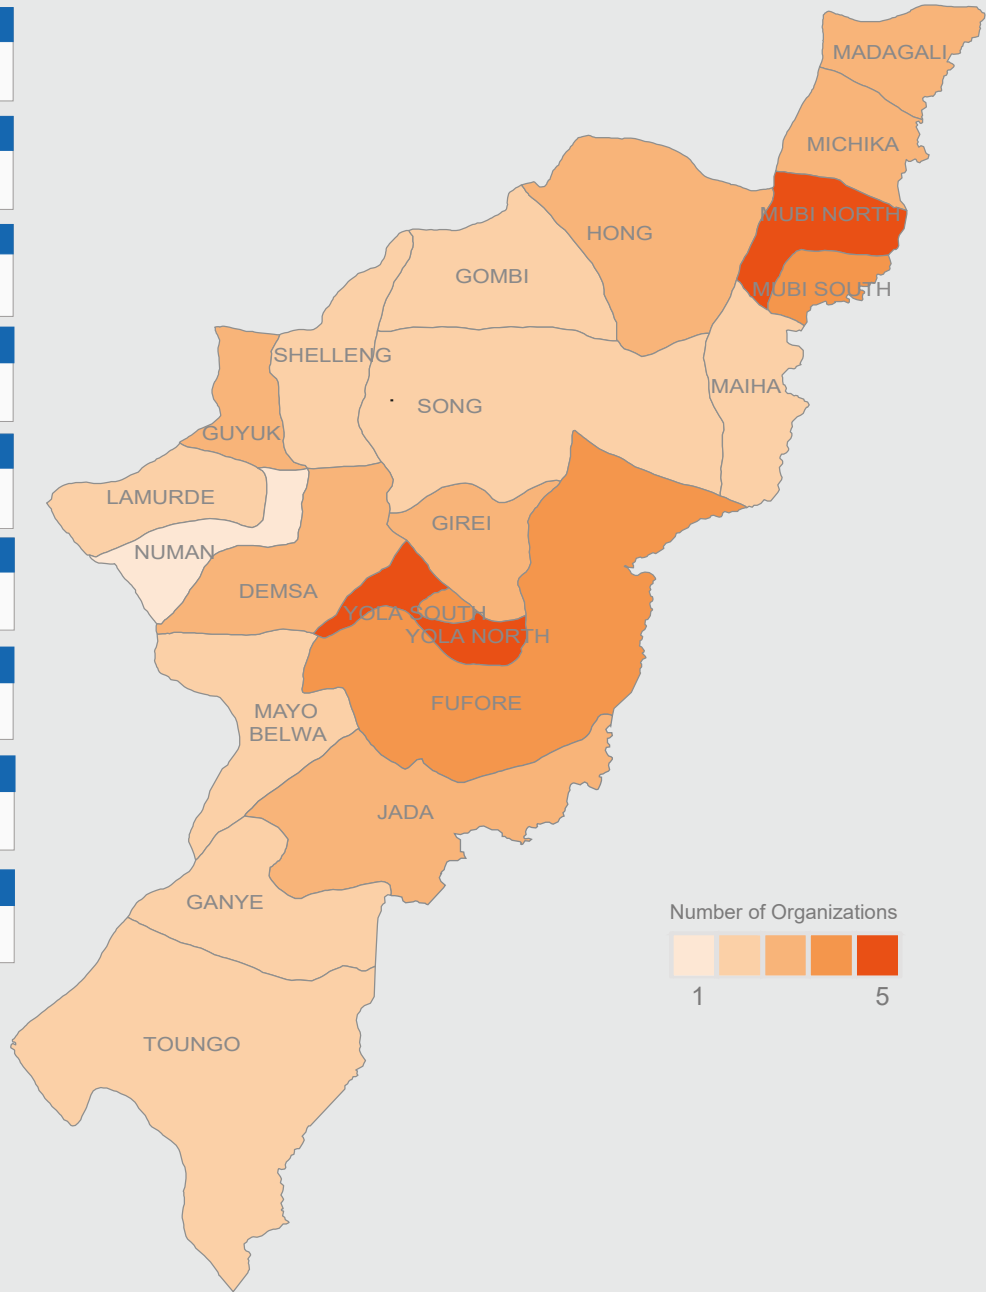 MADAGALI
MICHIKA
MUBI NORTH
HONG
GOMBI
MUBI SOUTH
SHELLENG
MAIHA
SONG
GUYUK
LAMURDE
GIREI
NUMAN
DEMSA
YOLA SOUTH
YOLA NORTH
FUFORE
MAYO
BELWA
JADA
GANYE
Number of Organizations
1 5
TOUNGO